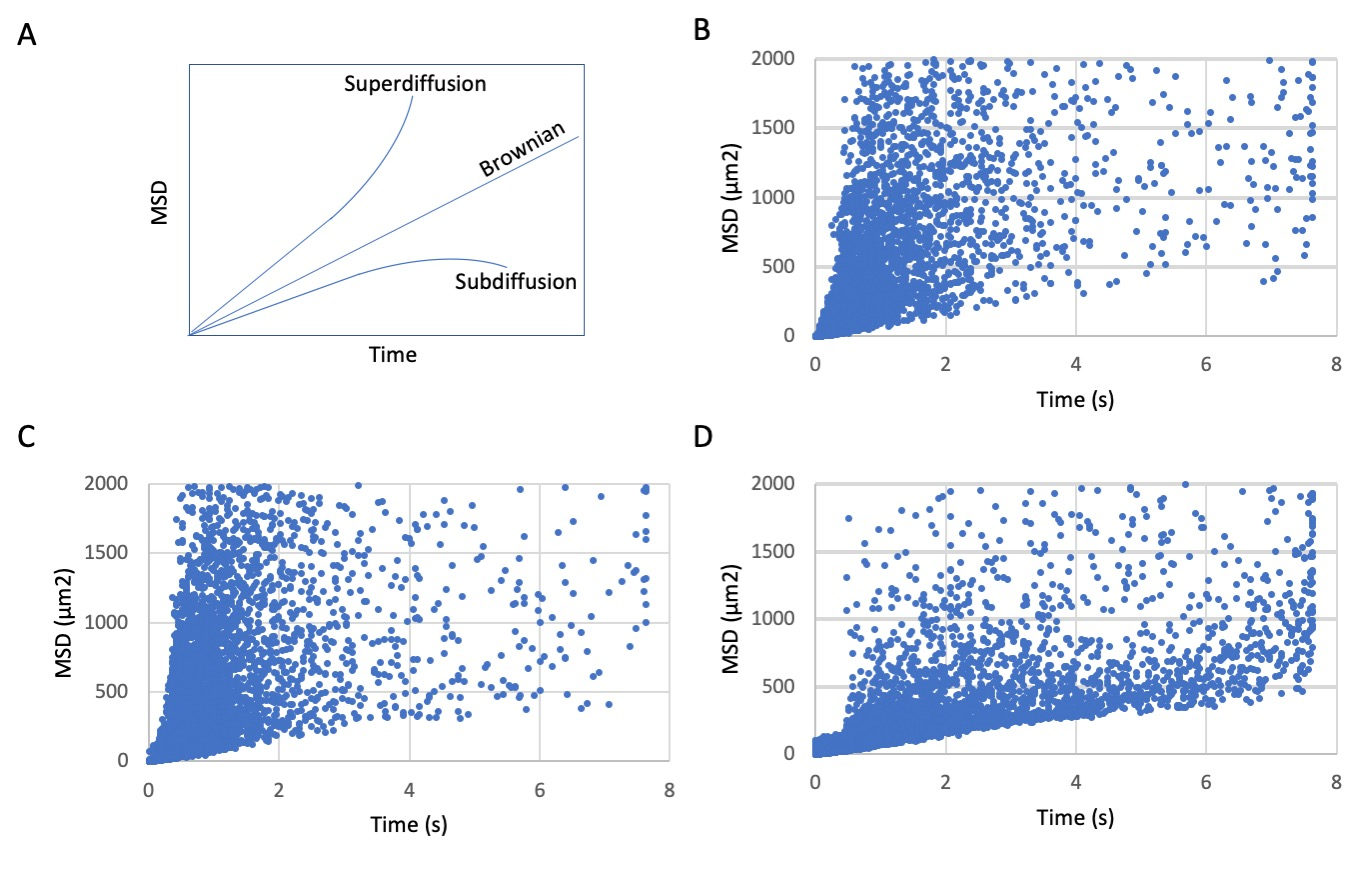 A
Superdiffusion
Brownian
Subdiffusion
MSD
Time
B
2000
1500
1000
500
0
MSD (µm2)
0 2 4 6 8
Time (s)
C
2000
1500
1000
500
0
MSD (µm2)
0 2 4 6 8
Time (s)
D
2000
1500
1000
500
0
MSD (µm2)
0 2 4 6 8
Time (s)